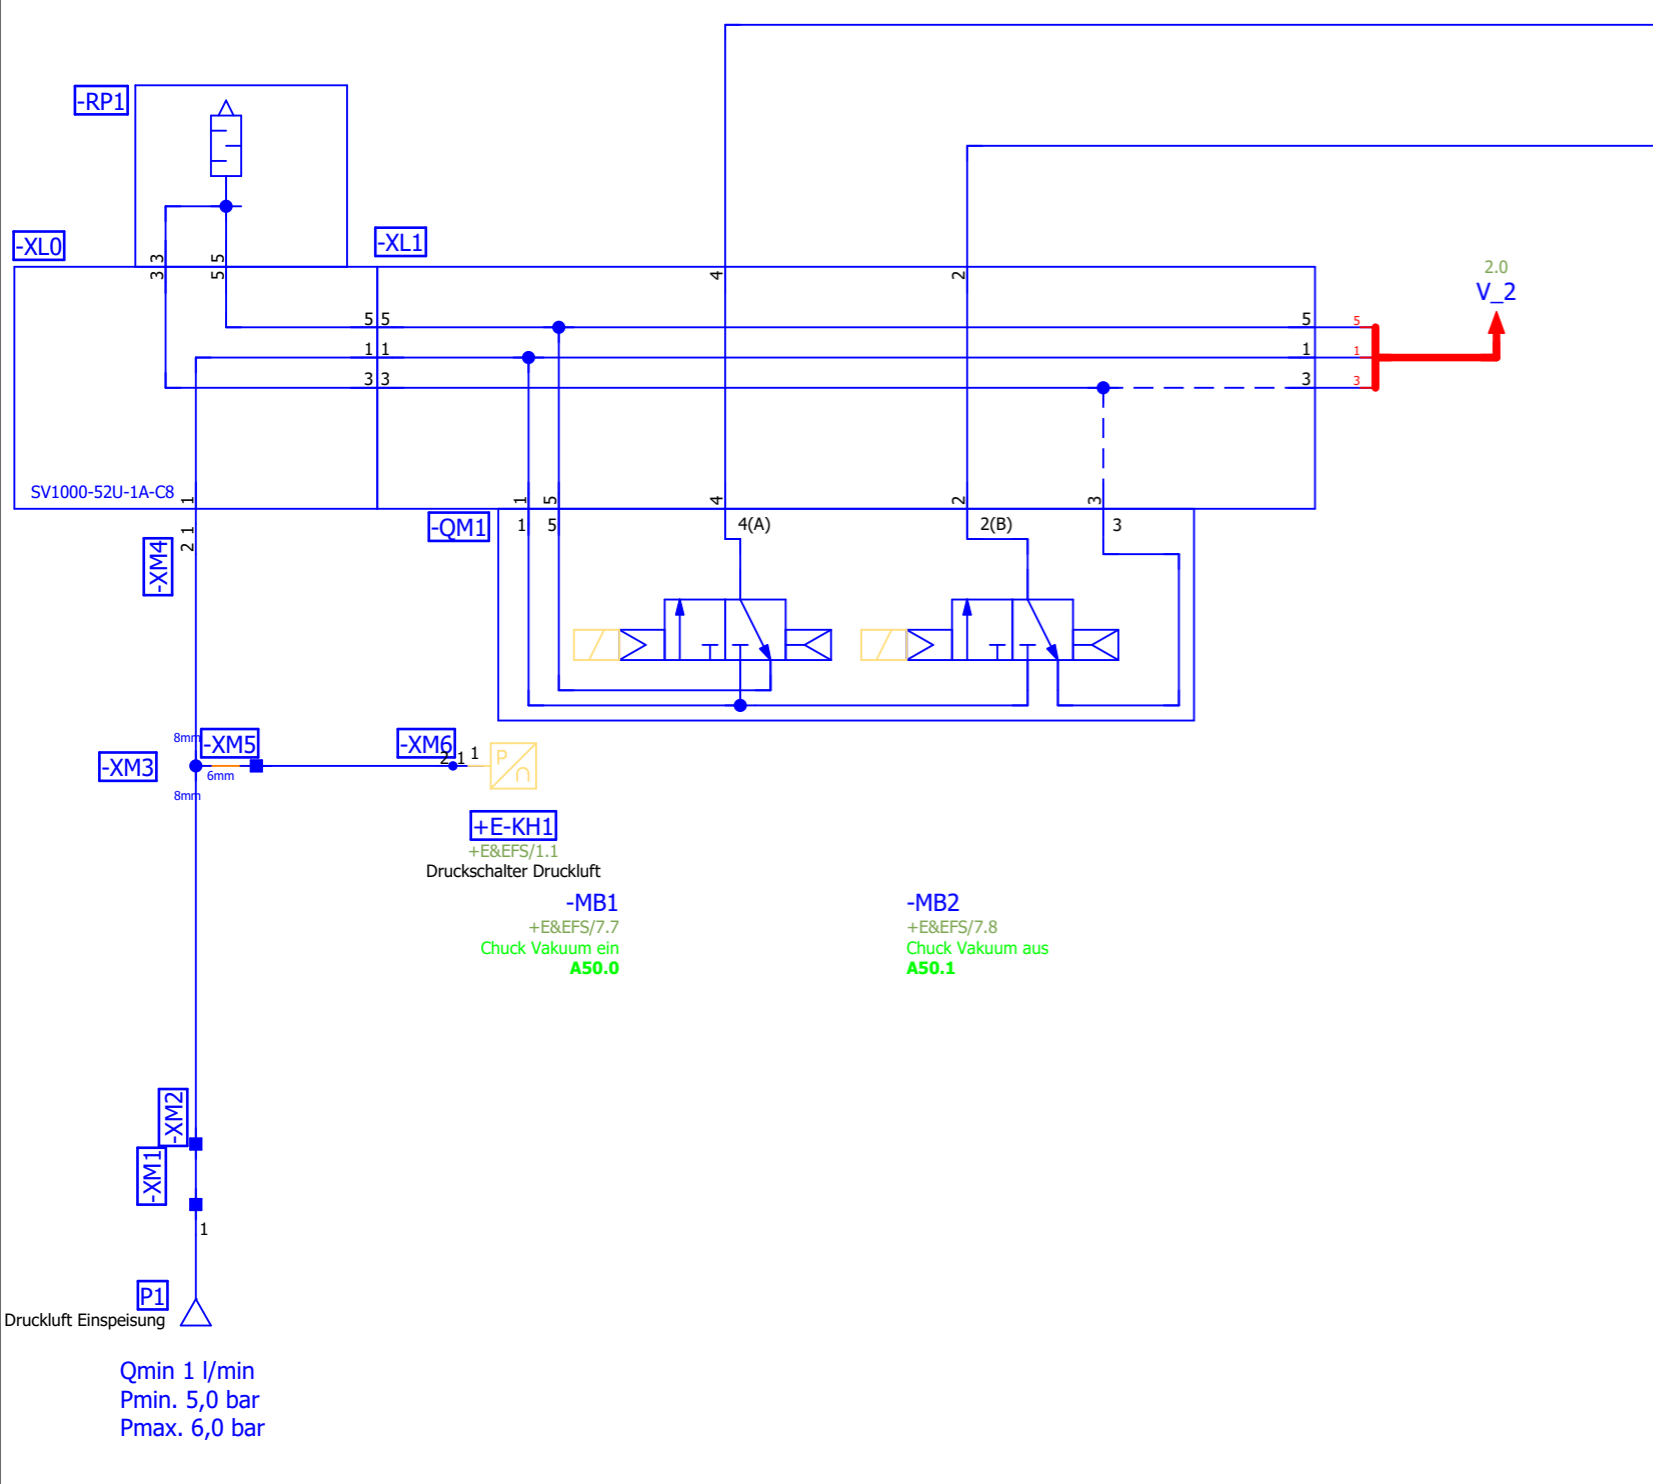 -RP1
-XL0
-XL1
3
3
5
5
4
2
2.0
V_2
5 5
1 1
3 3
5
1
3
5
1
3
SV1000-52U-1A-C8
1
1
2
-XM4
-QM1
1
1
5
5
4
4(A)
2
2(B)
3
3
8mm
-XM5
-XM3
6mm
8mm
-XM6
2 1
1
P
+E-KH1
+E&EFS/1.1
Druckschalter Druckluft
-MB1
+E&EFS/7.7
Chuck Vakuum ein
A50.0
-MB2
+E&EFS/7.8
Chuck Vakuum aus
A50.1
-XM2
-XM1
1
P1
Druckluft Einspeisung
Qmin 1 l/min
Pmin. 5,0 bar
Pmax. 6,0 bar